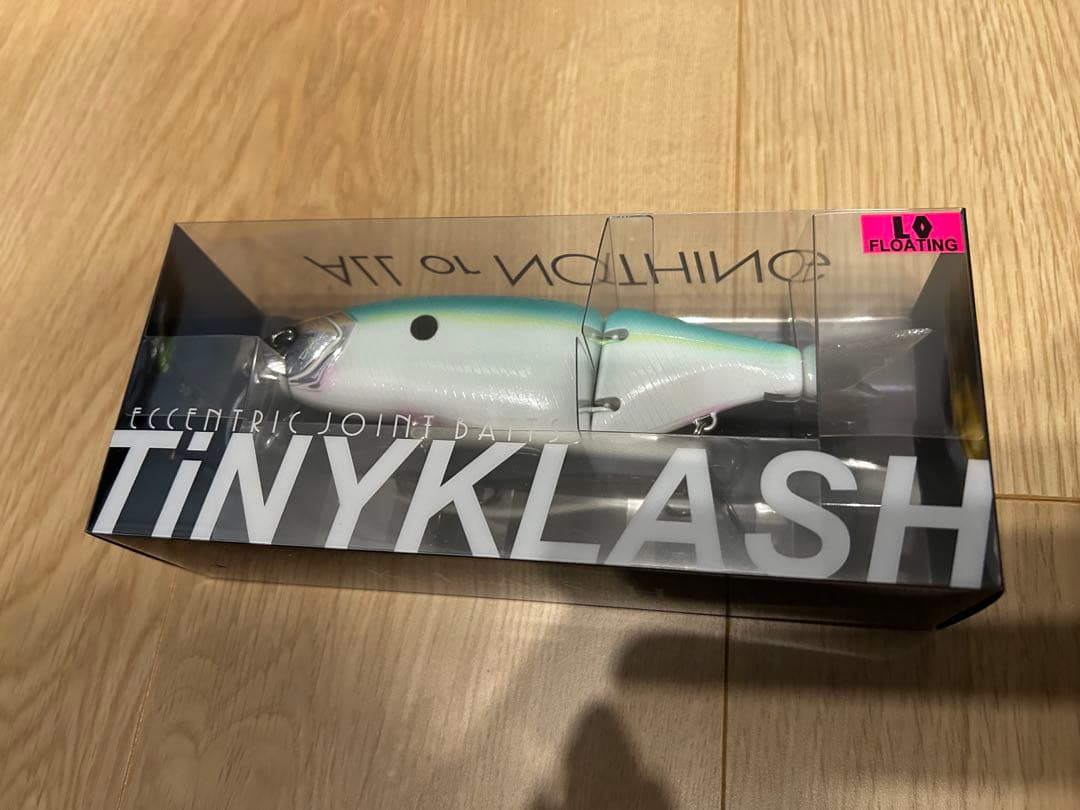 LO
FLOATING
ALL or NOTHING
ECCENTRIC JOINT BAITS
TiNYKLASH